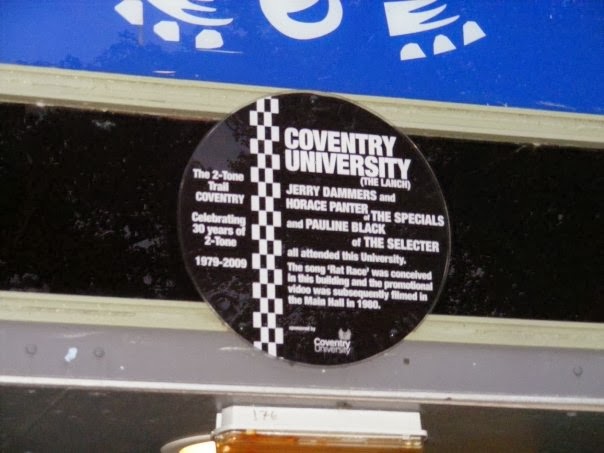 The 2-Tone
Trail
COVENTRY
Celebrating
30 years of
2-Tone
1979-2009
COVENTRY
UNIVERSITY
(THE LANCH)
JERRY DAMMERS and
HORACE PANTER of THE SPECIALS
and PAULINE BLACK
of THE SELECTER
all attended this University.
The song 'Rat Race' was conceived
in this building and the promotional
video was subsequently filmed in
the Main Hall in 1980.
sponsored by
Coventry
University
176